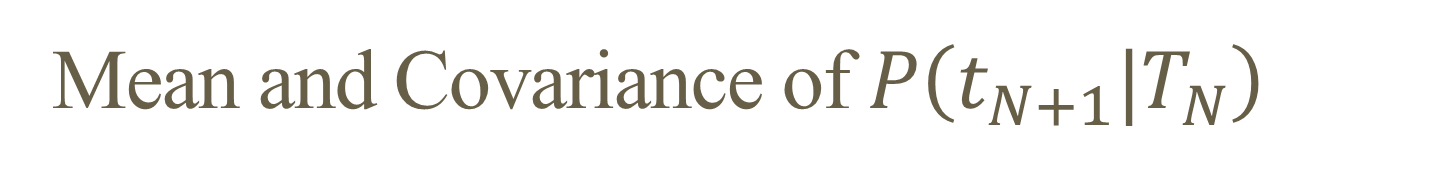 Mean and Covariance of $P(t_{N+1}|T_N)$